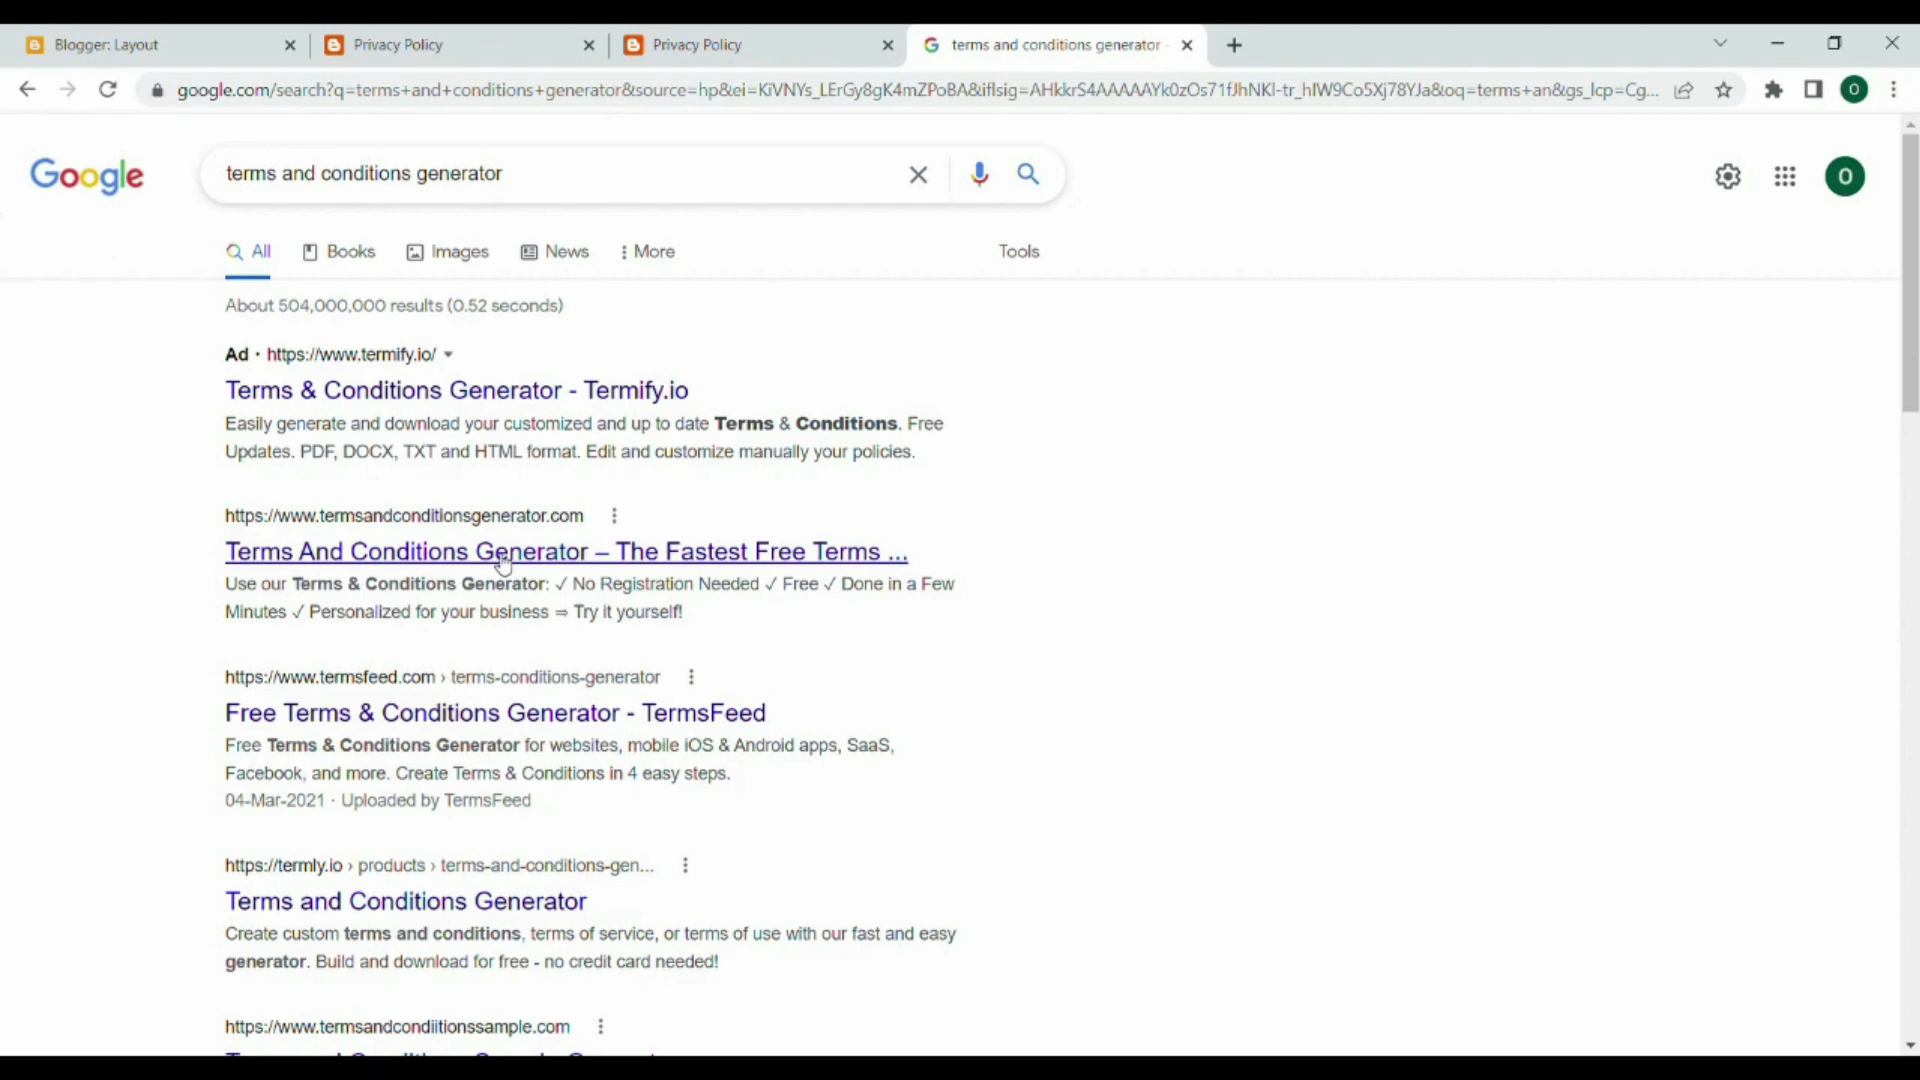 Blogger: Layout
Privacy Policy
Privacy Policy
terms and conditions generator -
google.com/search?q=terms+and+conditions+generator&source=hp&ei=KiVNYs_LErGy8gK4mZPoBA&iflsig=AHkkrS4AAAAAYk0zOs71fJhNKl-tr_hIW9Co5Xj78YJa&oq=terms+an&gs_lcp=Cg...
O
Google
terms and conditions generator
O
All
Books
Images
News
More
Tools
About 504,000,000 results (0.52 seconds)
Ad · https://www.termify.io/
Terms & Conditions Generator - Termify.io
Easily generate and download your customized and up to date Terms & Conditions. Free
Updates. PDF, DOCX, TXT and HTML format. Edit and customize manually your policies.
https://www.termsandconditionsgenerator.com
Terms And Conditions Generator – The Fastest Free Terms ...
Use our Terms & Conditions Generator: ✓ No Registration Needed ✓ Free ✓ Done in a Few
Minutes ✓ Personalized for your business ⇒ Try it yourself!
https://www.termsfeed.com › terms-conditions-generator
Free Terms & Conditions Generator - TermsFeed
Free Terms & Conditions Generator for websites, mobile iOS & Android apps, SaaS,
Facebook, and more. Create Terms & Conditions in 4 easy steps.
04-Mar-2021 · Uploaded by TermsFeed
https://termly.io › products › terms-and-conditions-gen...
Terms and Conditions Generator
Create custom terms and conditions, terms of service, or terms of use with our fast and easy
generator. Build and download for free - no credit card needed!
https://www.termsandcondiitionssample.com